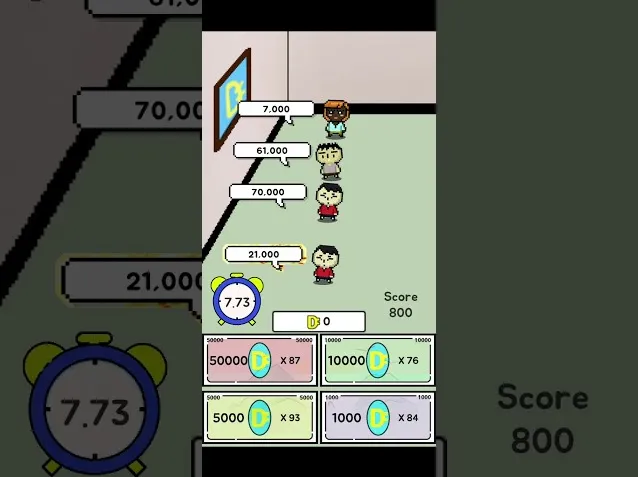 7,000
61,000
70,000
21,000
7.73
Score
800
D 0
50000 50000
50000 D X 87
10000 10000
10000 D X 76
5000 5000
5000 D X 93
1000 1000
1000 D X 84
70,00
21,000
7.73
Score
800